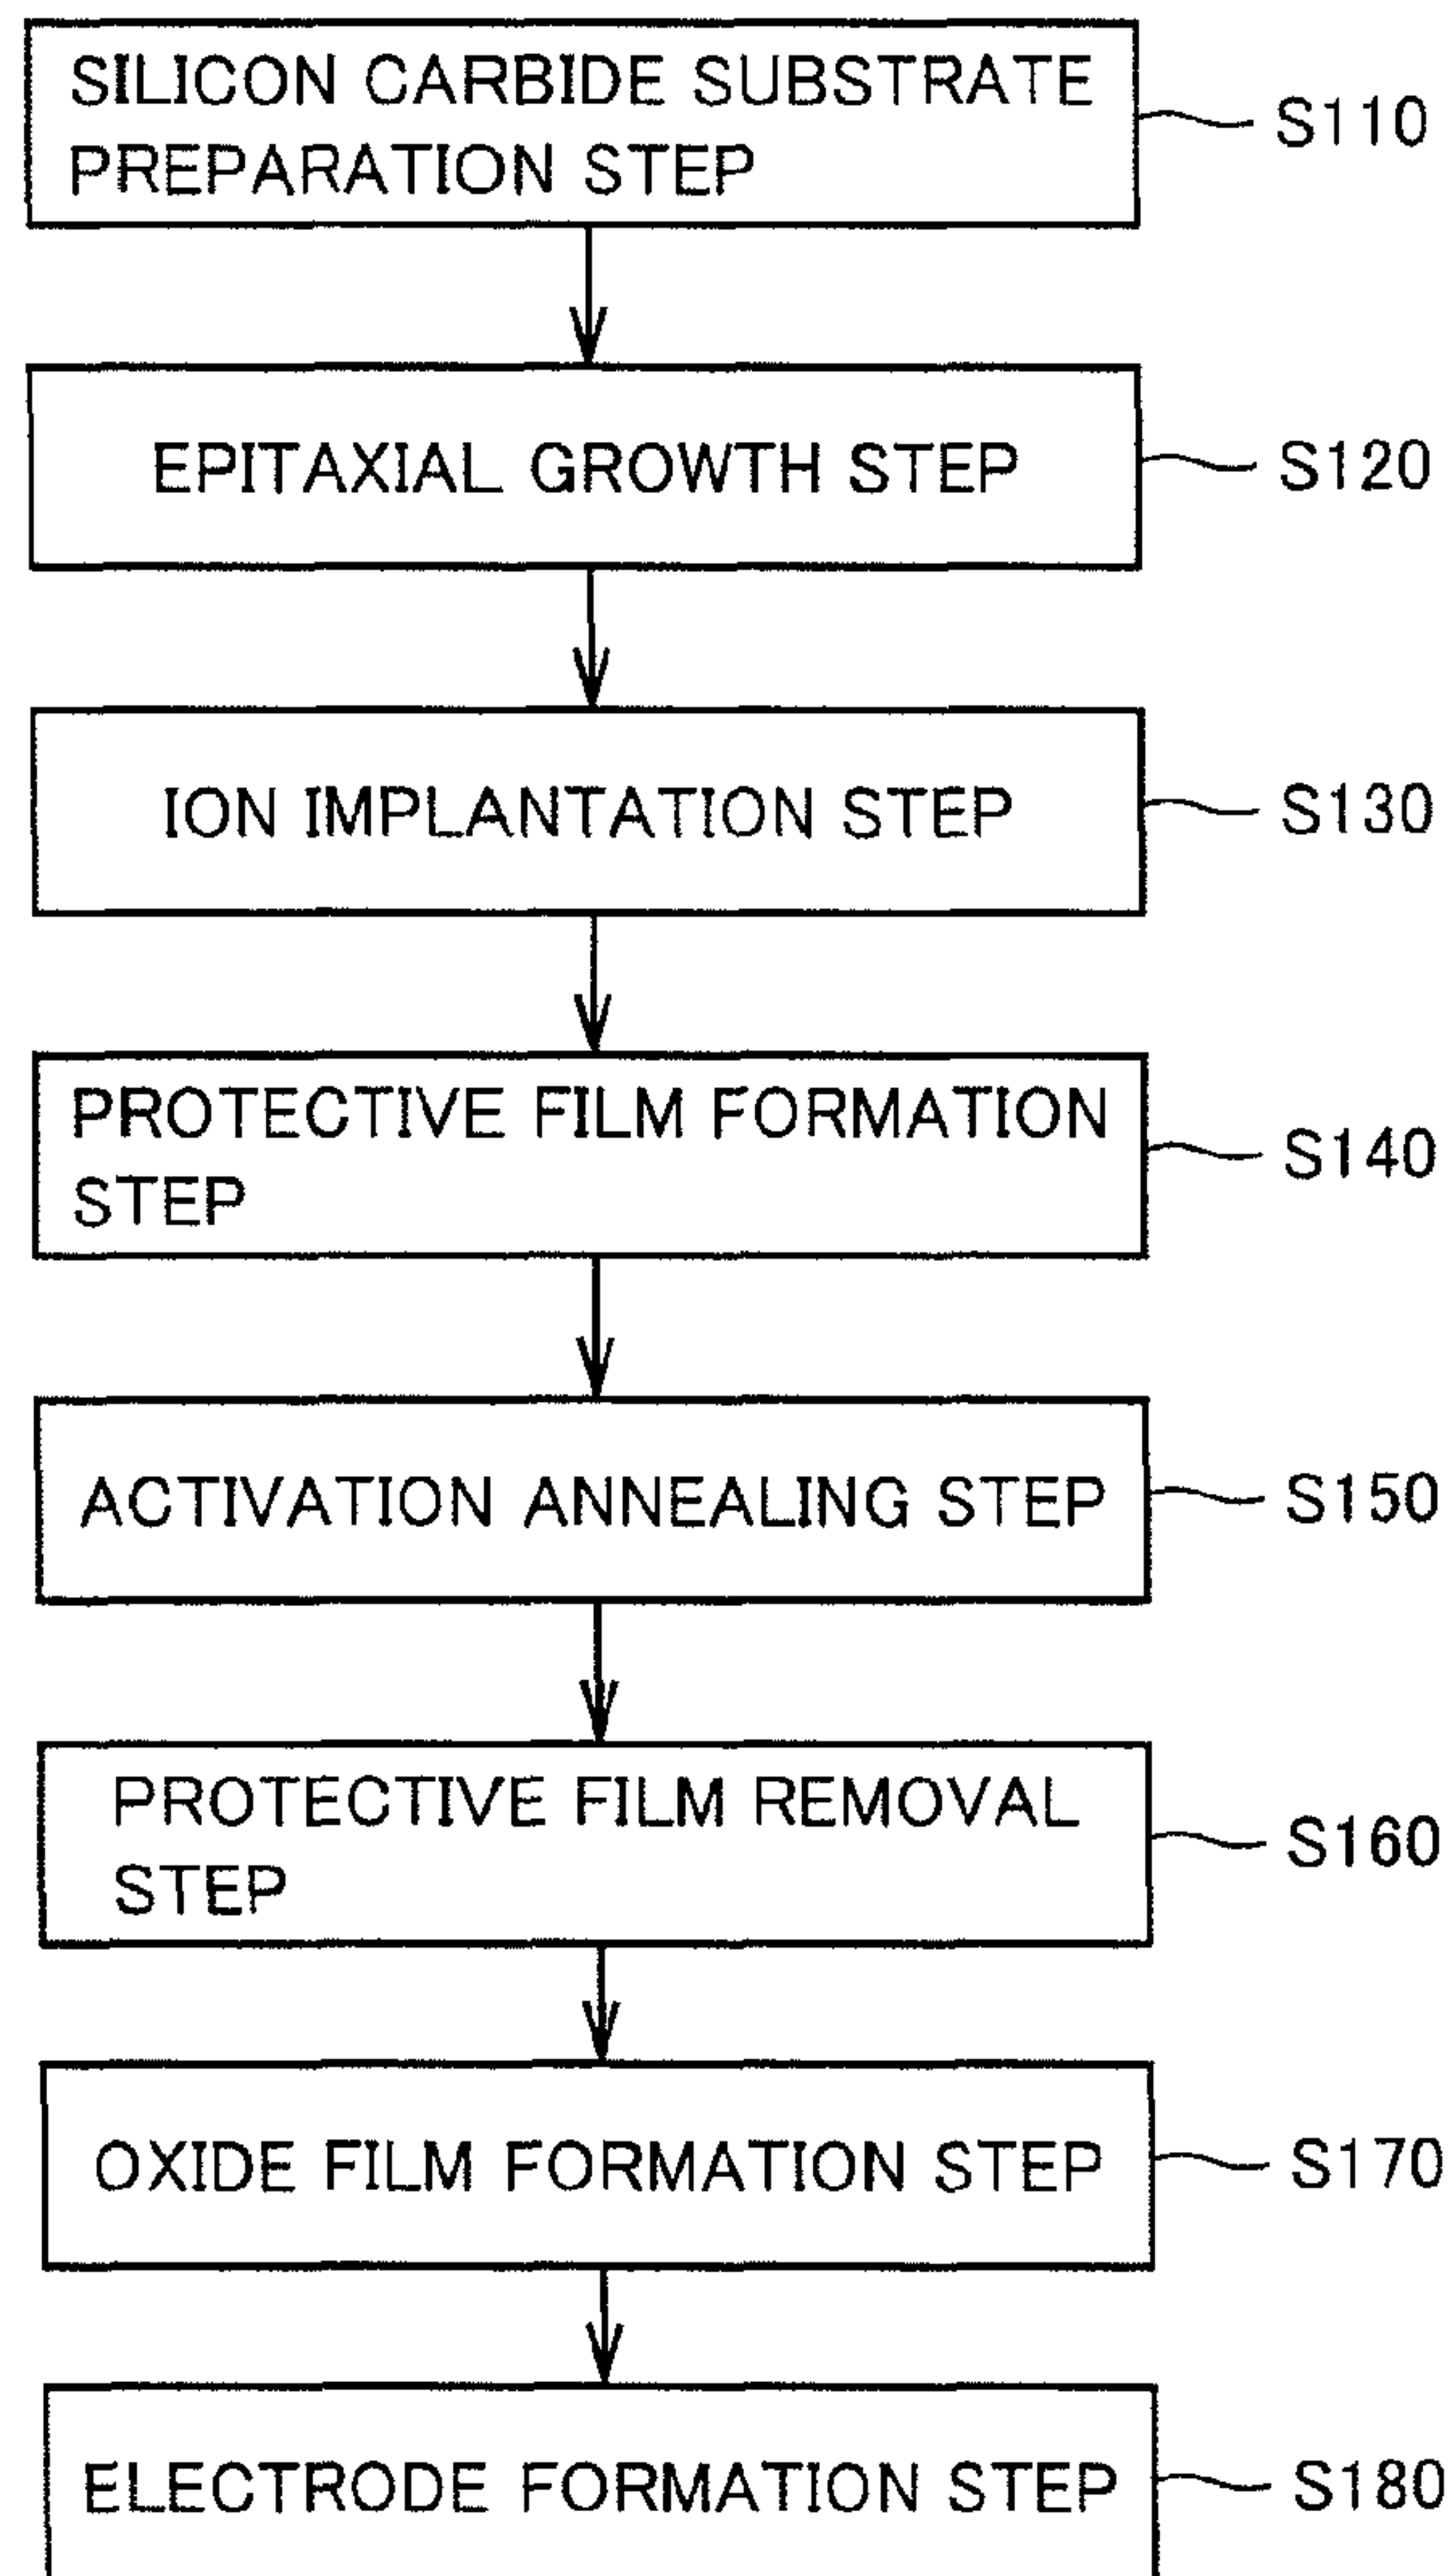 SILICON CARBIDE SUBSTRATE
PREPARATION STEP
S110
EPITAXIAL GROWTH STEP
S120
ION IMPLANTATION STEP
S130
PROTECTIVE FILM FORMATION
STEP
S140
ACTIVATION ANNEALING STEP
S150
PROTECTIVE FILM REMOVAL
STEP
S160
OXIDE FILM FORMATION STEP
S170
ELECTRODE FORMATION STEP
S180